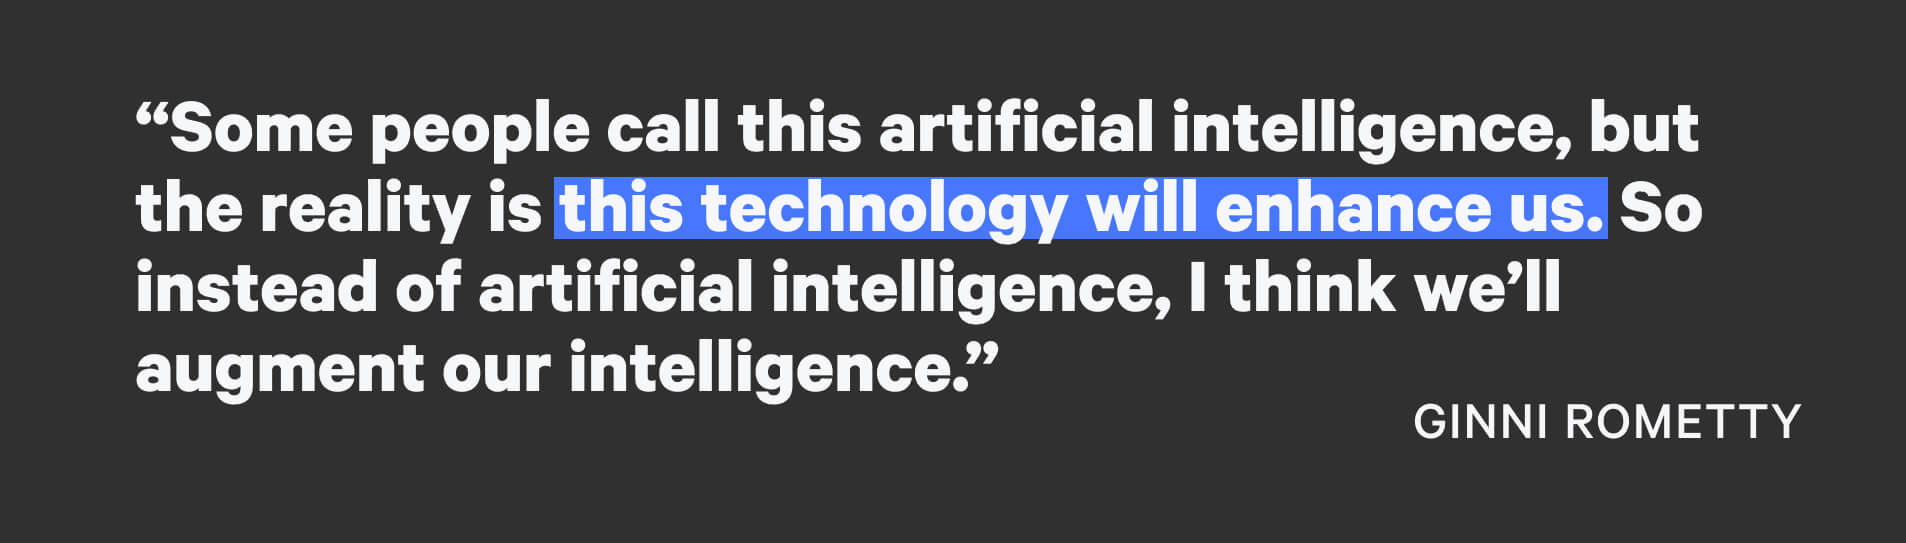 “Some people call this artificial intelligence, but
the reality is this technology will enhance us. So
instead of artificial intelligence, I think we’ll
augment our intelligence.”
GINNI ROMETTY